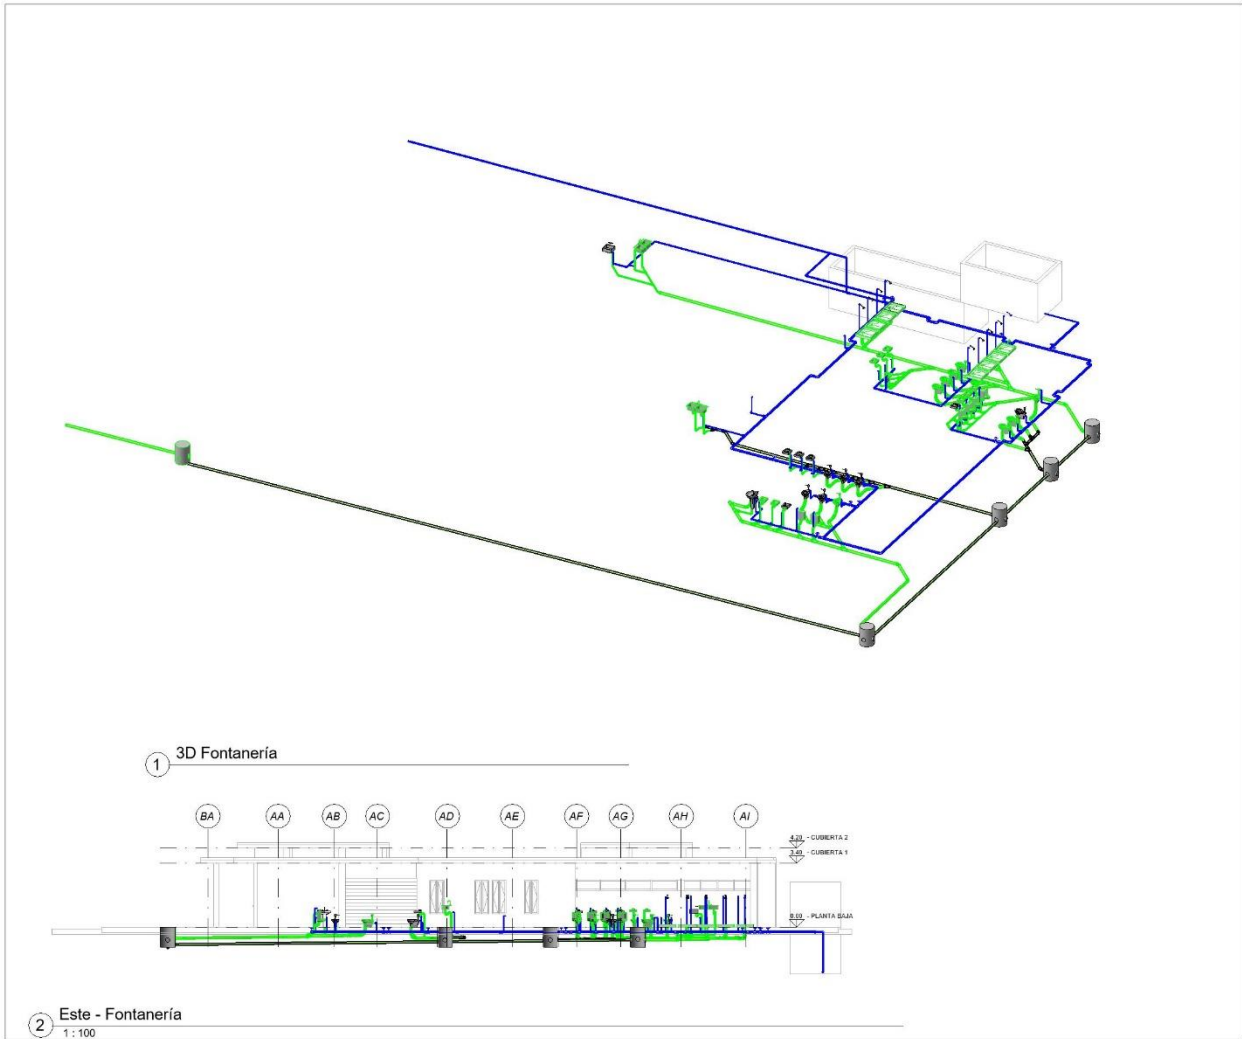 1 3D Fontanería
BA AA AB AC AD AE AF AG AH AI
4.20 - CUBIERTA 2
3.40 - CUBIERTA 1
0.00 - PLANTA BAJA
2 Este - Fontanería
1 : 100